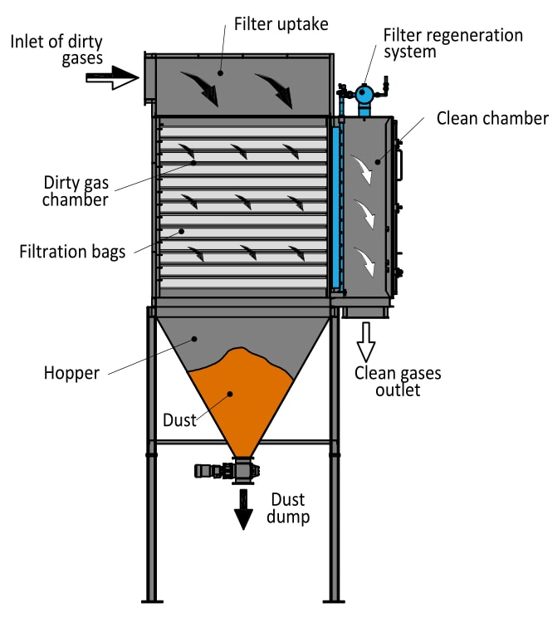 Filter uptake
Inlet of dirty
gases
Filter regeneration
system
Clean chamber
Dirty gas
chamber
Filtration bags
Hopper
Clean gases
outlet
Dust
Dust
dump